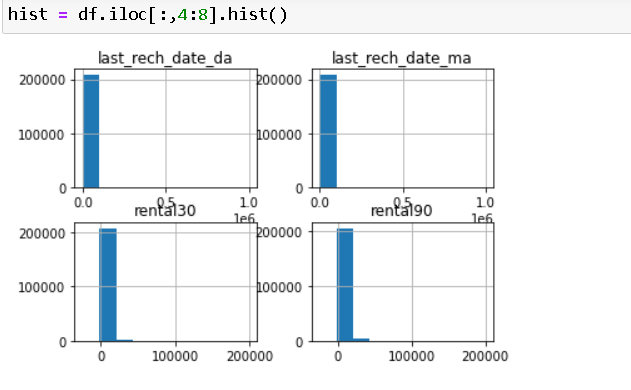 hist = df.iloc[:,4:8].hist()
last_rech_date_da last_rech_date_ma
200000 200000
100000 100000
0 0
0.0 0.5 1.0 0.0 0.5 1.0
rental30 1e6 rental90 1e6
200000 200000
100000 100000
0 0
0 100000 200000 0 100000 200000